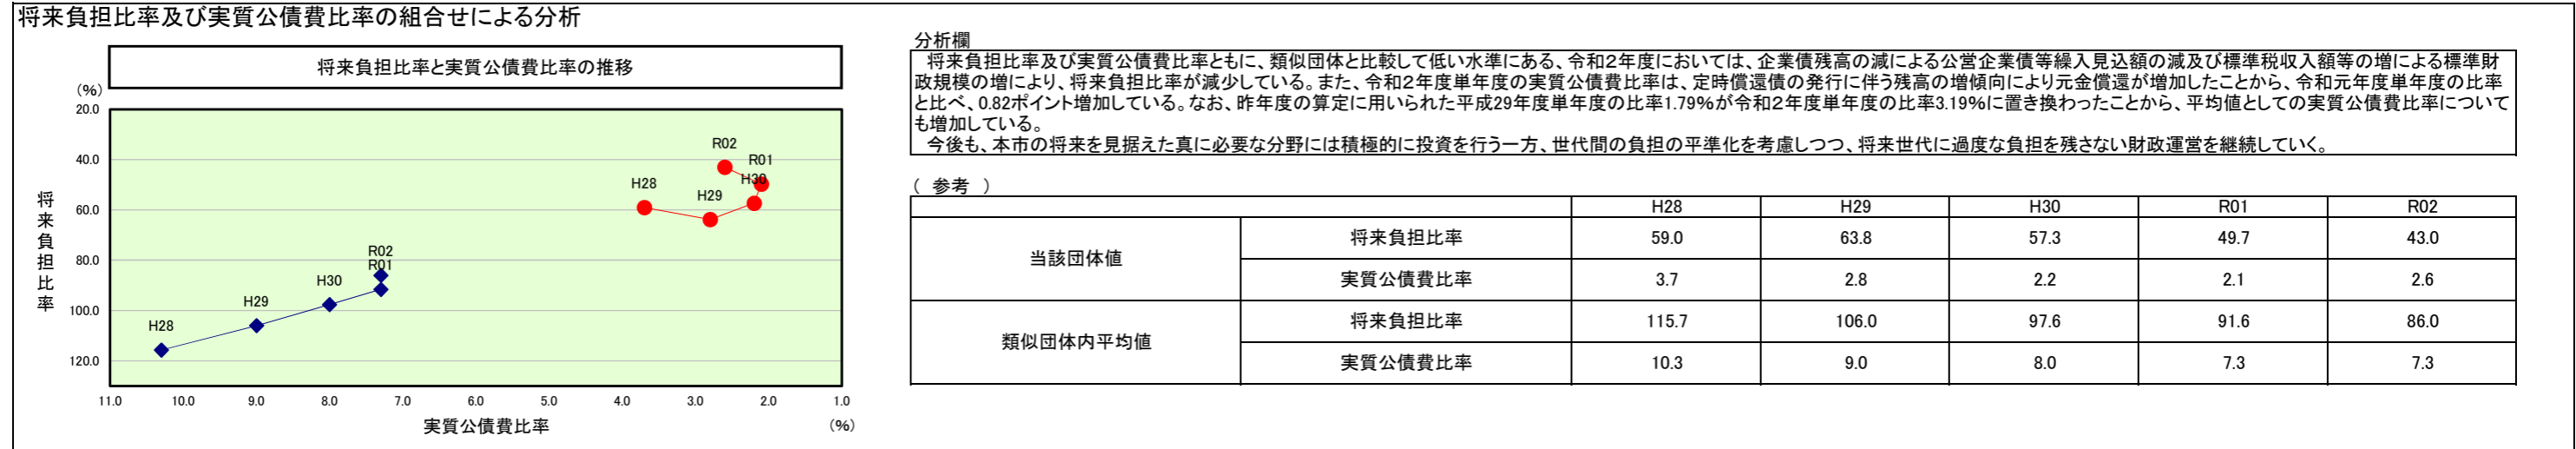 将来負担比率及び実質公債費比率の組合せによる分析
将来負担比率と実質公債費比率の推移
(%)
20.0
40.0
60.0
80.0
100.0
120.0
将来負担比率
R02
R01
H30
H29
H28
R02
R01
H30
H29
H28
11.0 10.0 9.0 8.0 7.0 6.0 5.0 4.0 3.0 2.0 1.0
実質公債費比率
(%)
分析欄
将来負担比率及び実質公債費比率ともに、類似団体と比較して低い水準にある、令和2年度においては、企業債残高の減による公営企業債等繰入見込額の減及び標準税収入額等の増による標準財
政規模の増により、将来負担比率が減少している。また、令和2年度単年度の実質公債費比率は、定時償還債の発行に伴う残高の増傾向により元金償還が増加したことから、令和元年度単年度の比率
と比べ、0.82ポイント増加している。なお、昨年度の算定に用いられた平成29年度単年度の比率1.79%が令和2年度単年度の比率3.19%に置き換わったことから、平均値としての実質公債費比率について
も増加している。
今後も、本市の将来を見据えた真に必要な分野には積極的に投資を行う一方、世代間の負担の平準化を考慮しつつ、将来世代に過度な負担を残さない財政運営を継続していく。
( 参考 )
H28 H29 H30 R01 R02
当該団体値
将来負担比率 59.0 63.8 57.3 49.7 43.0
実質公債費比率 3.7 2.8 2.2 2.1 2.6
類似団体内平均値
将来負担比率 115.7 106.0 97.6 91.6 86.0
実質公債費比率 10.3 9.0 8.0 7.3 7.3